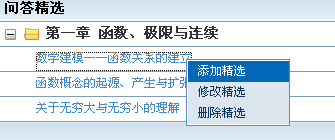 问答精选
第一章 函数、极限与连续
数学建模——函数关系的建立
添加精选
函数概念的起源、产生与扩
修改精选
关于无穷大与无穷小的理解
删除精选